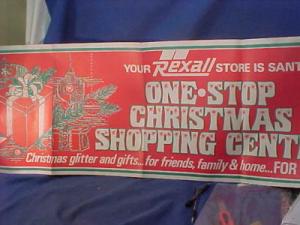 YOUR Rexall STORE IS SANT
ONE-STOP
CHRISTMAS
SHOPPING CENT
Christmas glitter and gifts...for friends, family & home...FOR